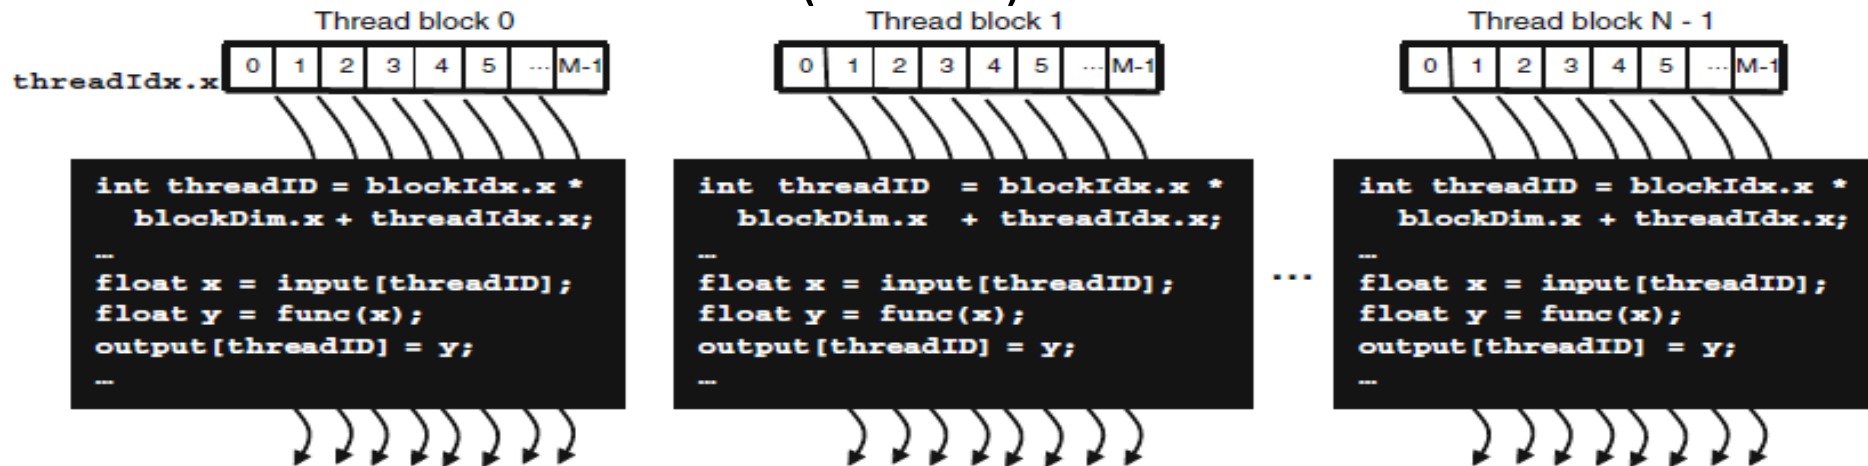 Thread block 0
threadIdx.x 0 1 2 3 4 5 ... M-1
int threadID = blockIdx.x *
blockDim.x + threadIdx.x;
…
float x = input[threadID];
float y = func(x);
output[threadID] = y;
…
Thread block 1
0 1 2 3 4 5 ... M-1
int threadID = blockIdx.x *
blockDim.x + threadIdx.x;
…
float x = input[threadID];
float y = func(x);
output[threadID] = y;
…
...
Thread block N - 1
0 1 2 3 4 5 ... M-1
int threadID = blockIdx.x *
blockDim.x + threadIdx.x;
…
float x = input[threadID];
float y = func(x);
output[threadID] = y;
…